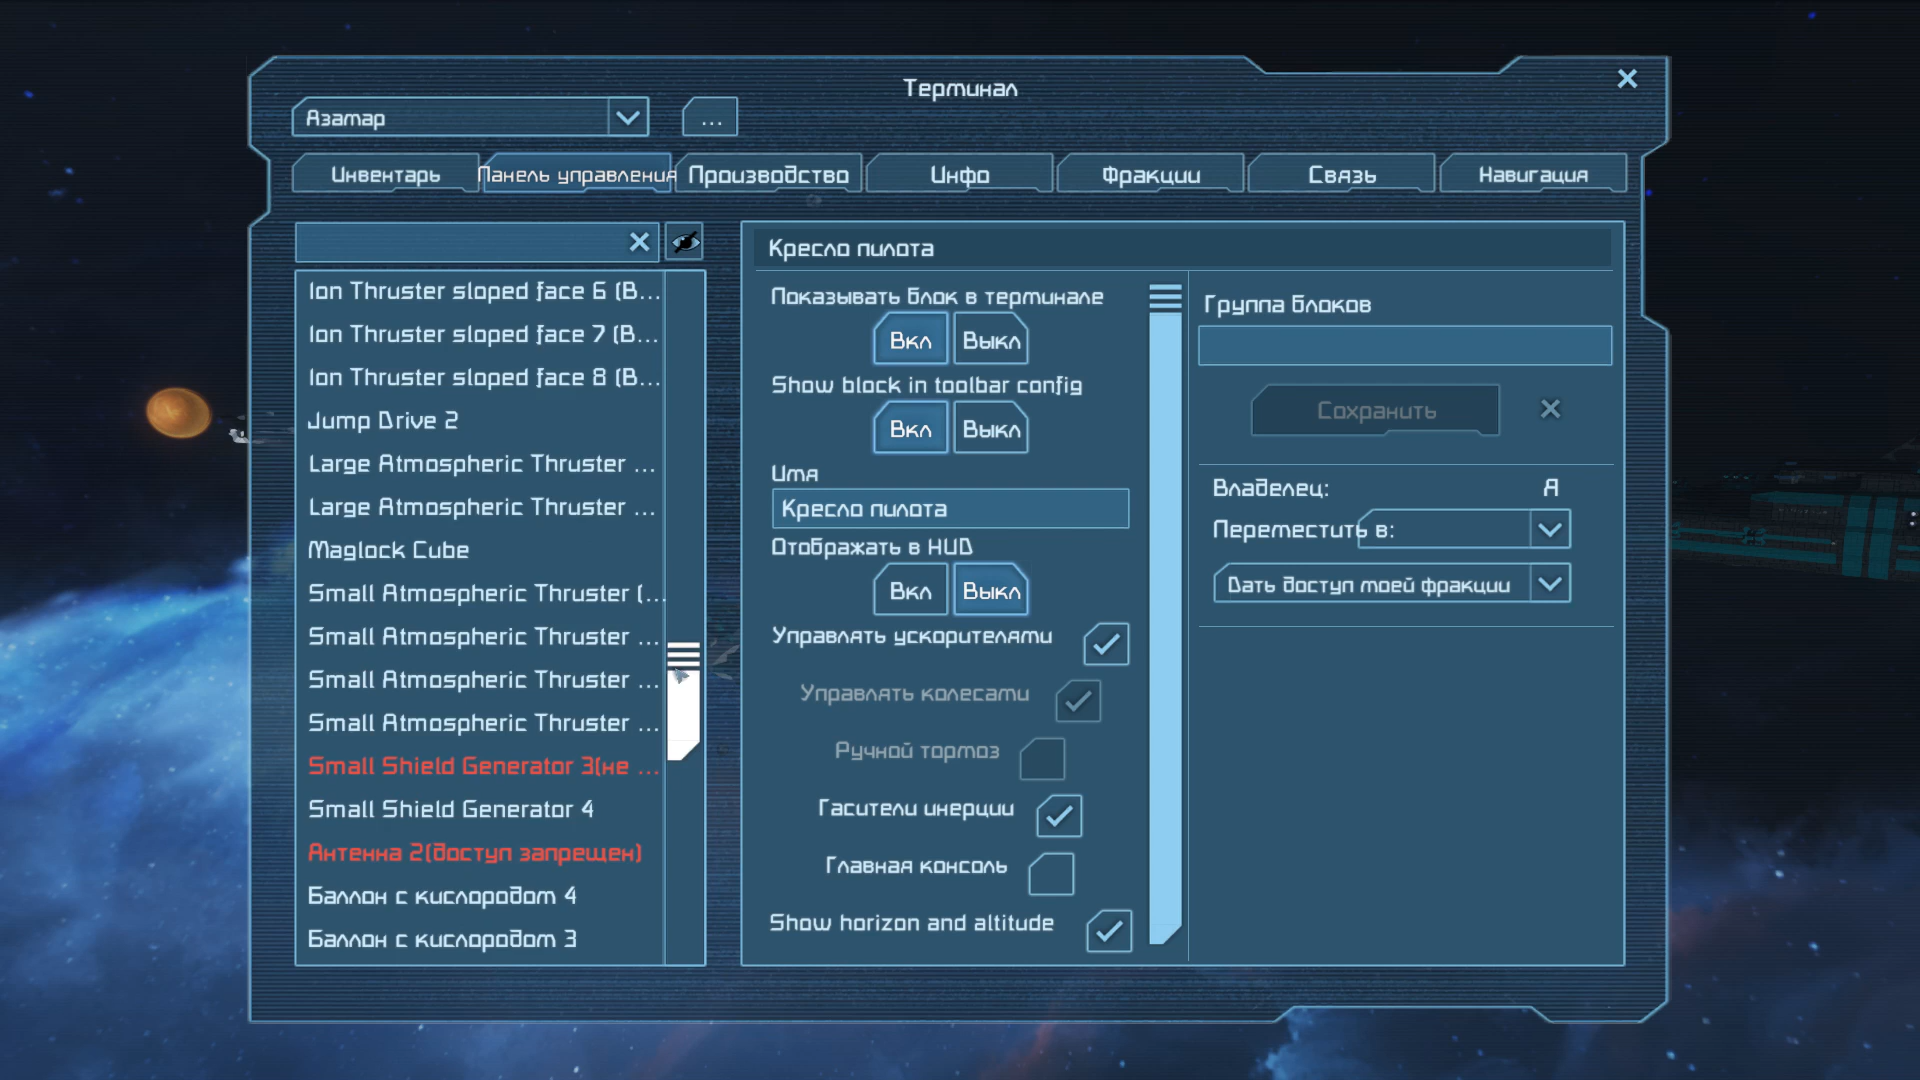 Терминал
Азатар
...
Инвентарь
Панель управления
Производство
Инфо
Фракции
Связь
Навигация
Ion Thruster sloped face 6 (B...
Ion Thruster sloped face 7 (B...
Ion Thruster sloped face 8 (B...
Jump Drive 2
Large Atmospheric Thruster ...
Large Atmospheric Thruster ...
Maglock Cube
Small Atmospheric Thruster (...
Small Atmospheric Thruster ...
Small Atmospheric Thruster ...
Small Atmospheric Thruster ...
Small Shield Generator 3(не ...
Small Shield Generator 4
Антенна 2(доступ запрещен)
Баллон с кислородом 4
Баллон с кислородом 3
Кресло пилота
Показывать блок в терминале
Вкл Выкл
Show block in toolbar config
Вкл Выкл
Имя
Кресло пилота
Отображать в HUD
Вкл Выкл
Управлять ускорителями
Управлять колесами
Ручной тормоз
Гасители инерции
Главная консоль
Show horizon and altitude
Группа блоков
Сохранить
Владелец: Я
Переместить в:
Дать доступ моей фракции